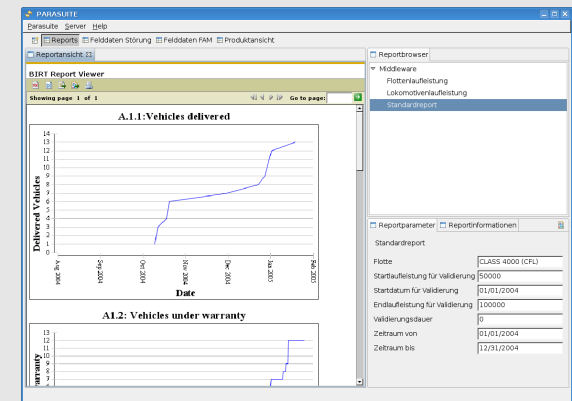 PARASUITE
Parasuite Server Help
Reports Felddaten Störung Felddaten FAM Produktansicht
Reportansicht
BIRT Report Viewer
Showing page 1 of 1 Go to page:
A.1.1:Vehicles delivered
14
13
12
11
10
9
8
7
6
5
4
3
2
1
0
Delivered Vehicles
Aug 2004 Sep 2004 Oct 2004 Nov 2004 Dec 2004 Jan 2005 Feb 2005
Date
A1.2: Vehicles under warranty
13
12
11
10
9
8
7
arranty
Reportbrowser
Middleware
Flottenlaufleistung
Lokomotivenlaufleistung
Standardreport
Reportparameter Reportinformationen
Standardreport
Flotte CLASS 4000 (CFL)
Startlaufleistung für Validierung 50000
Startdatum für Validierung 01/01/2004
Endlaufleistung für Validierung 100000
Validierungsdauer 0
Zeitraum von 01/01/2004
Zeitraum bis 12/31/2004